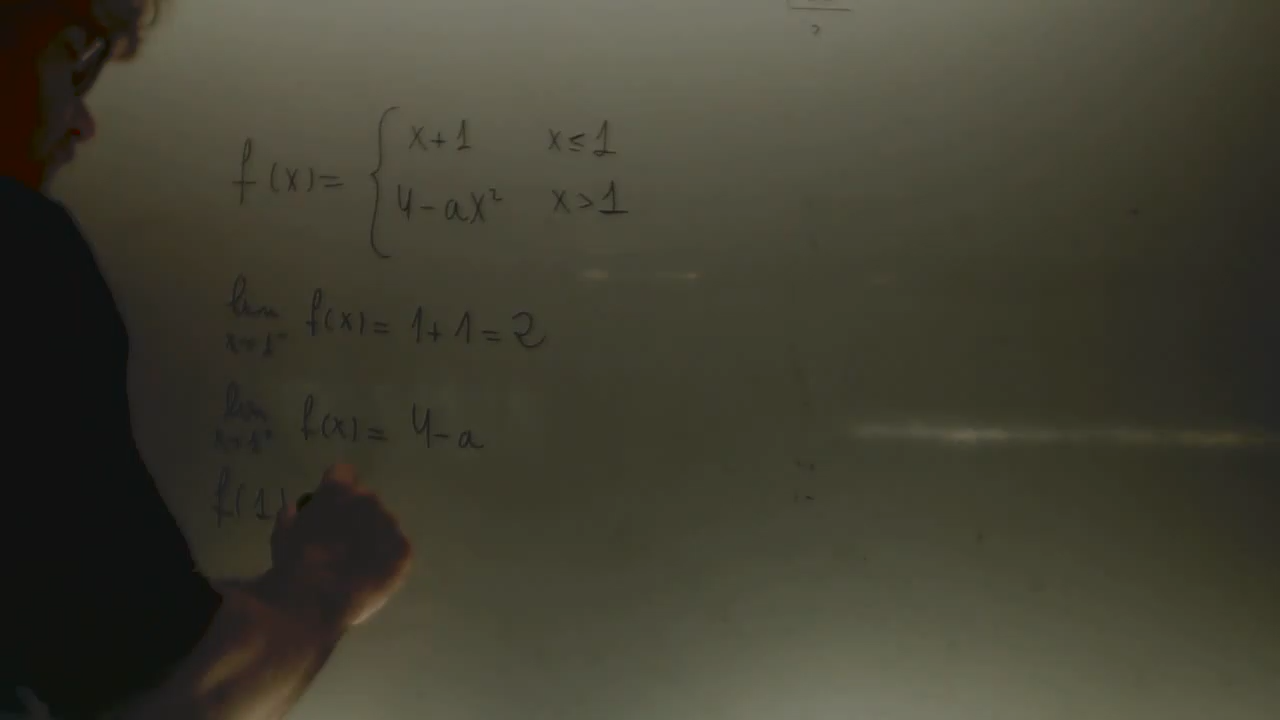 f(x) = { x+1 x≤1
4-ax² x>1
lim f(x) = 1+1 = 2
x→1⁻
lim f(x) = 4-a
x→1⁺
f(1)